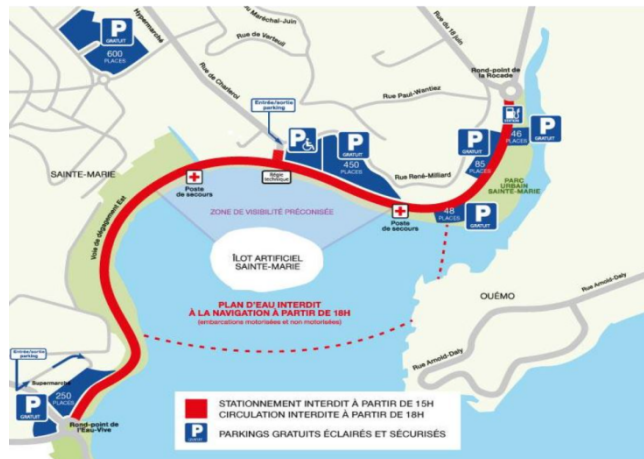 Hypermarché
P
GRATUIT
600
PLACES
du Maréchal-Juin
Rue de Verteuil
Rue de Charleroi
Rue du 18 juin
Rond-point de
la Rocade
Rue Paul-Wantiez
Entrée/sortie
parking
P
P
GRATUIT
450
PLACES
P
GRATUIT
46
PLACES
P
GRATUIT
85
PLACES
Rue René-Milliard
PARC
URBAIN
SAINTE-MARIE
SAINTE-MARIE
Poste
de secours
Régie
technique
Poste
de secours
48
PLACES
P
GRATUIT
Voie de dégagement Est
ZONE DE VISIBILITÉ PRÉCONISÉE
ÎLOT ARTIFICIEL
SAINTE-MARIE
PLAN D'EAU INTERDIT
À LA NAVIGATION À PARTIR DE 18H
(embarcations motorisées et non motorisées)
OUÉMO
Rue Arnold-Daly
Rue Arnold-Daly
Entrée/sortie
parking
Supermarché
P
GRATUIT
250
PLACES
Rond-point de
l'Eau-Vive
STATIONNEMENT INTERDIT À PARTIR DE 15H
CIRCULATION INTERDITE À PARTIR DE 18H
P
PARKINGS GRATUITS ÉCLAIRÉS ET SÉCURISÉS